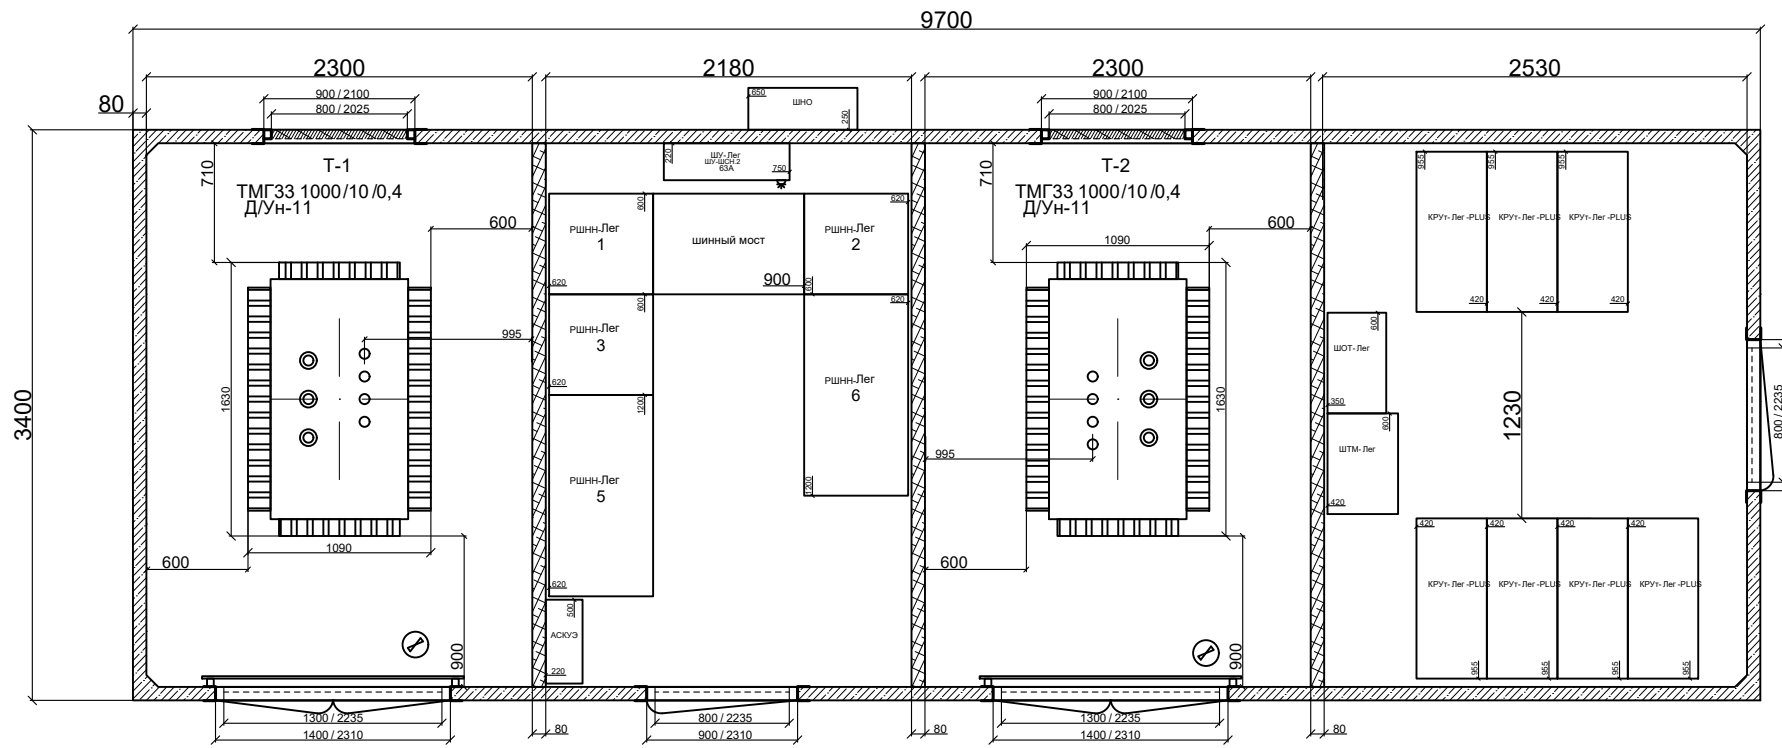 9700
2300
2180
2300
2530
80
900 / 2100
800 / 2025
900 / 2100
800 / 2025
650
ШНО
250
3400
710
Т-1
ТМГ33 1000/10/0,4
Д/Ун-11
600
220
ШУ-Лег
ШУ-ШСН.2
63А
750
710
Т-2
ТМГ33 1000/10/0,4
Д/Ун-11
600
РШНН-Лег
1
600
620
шинный мост
900
РШНН-Лег
2
620
600
РШНН-Лег
3
600
620
РШНН-Лег
5
1200
620
РШНН-Лег
6
620
1200
АСКУЭ
500
220
995
1630
1090
600
900
1090
995
1630
600
900
955
955
955
КРУт-Лег -PLUS
КРУт-Лег -PLUS
КРУт-Лег -PLUS
420
420
420
600
ШОТ-Лег
350
600
ШТМ-Лег
420
1230
800 / 2235
420
420
420
420
КРУт-Лег -PLUS
КРУт-Лег -PLUS
КРУт-Лег -PLUS
КРУт-Лег -PLUS
955
955
955
955
1300 / 2235
1400 / 2310
80
800 / 2235
900 / 2310
80
1300 / 2235
1400 / 2310
80